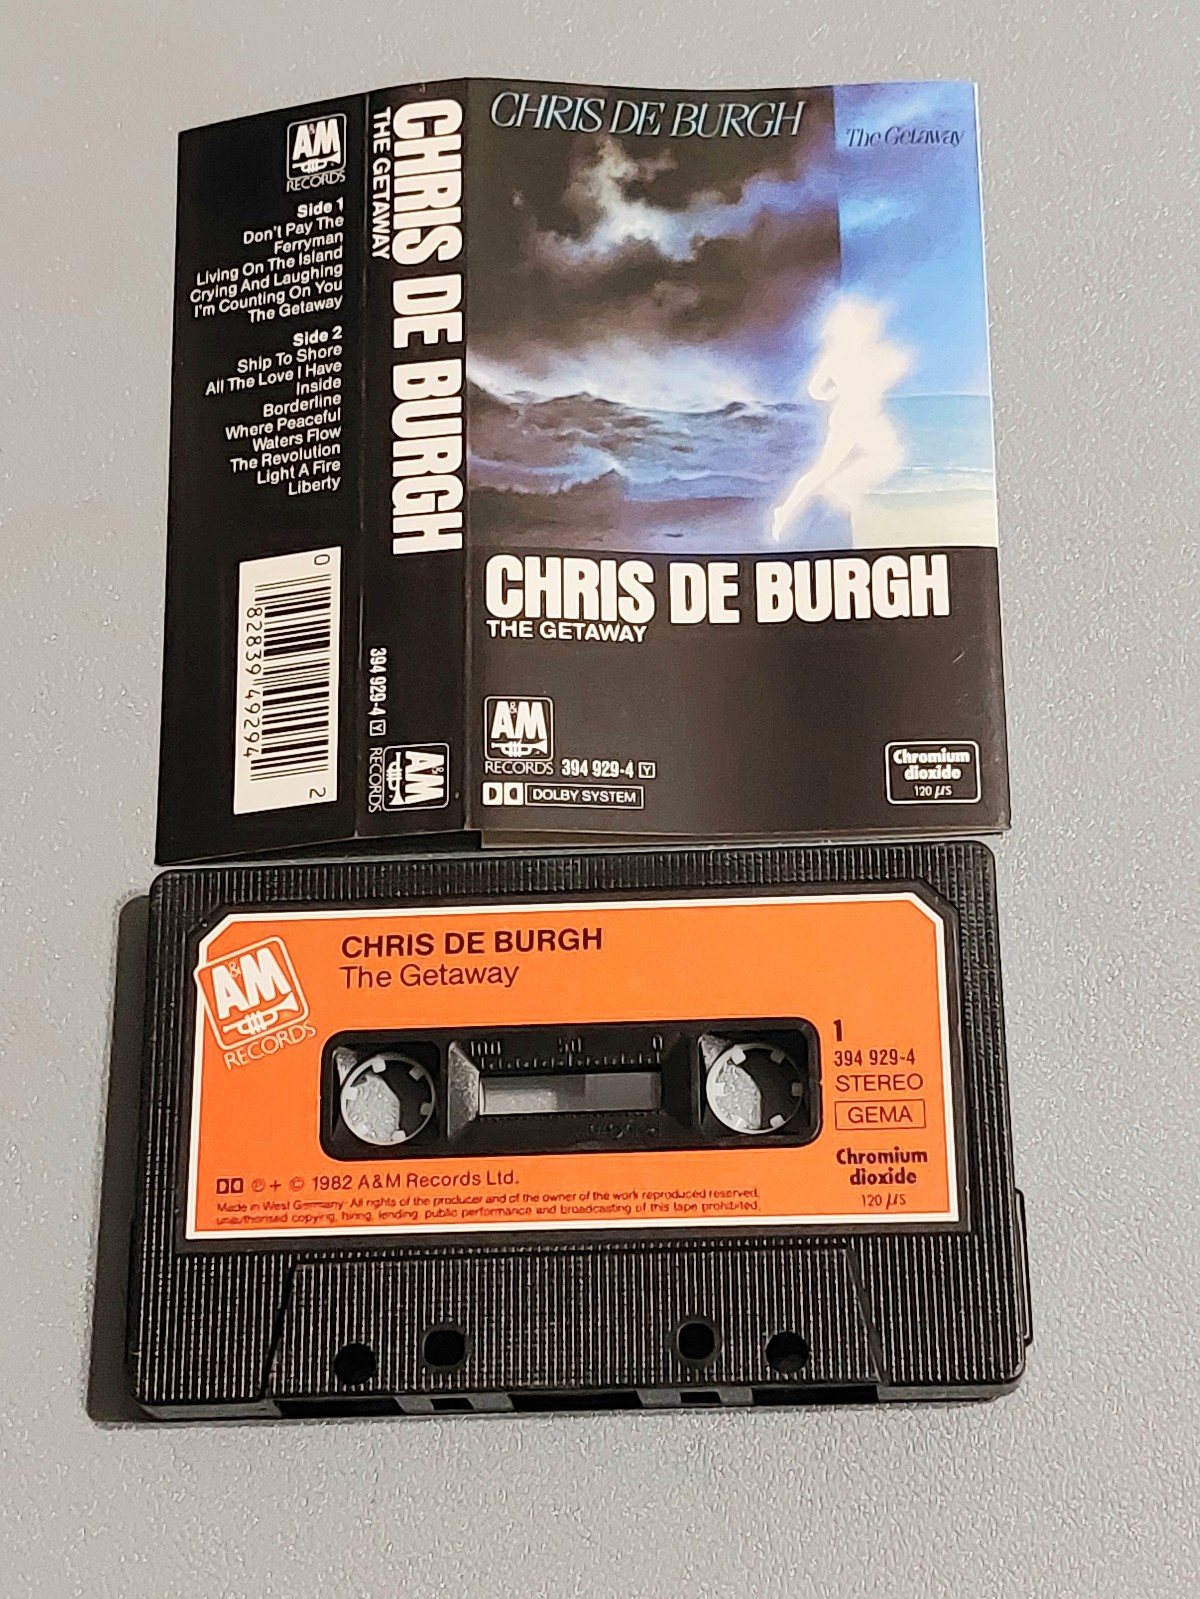 A&M
RECORDS
Side 1
Don't Pay The
Ferryman
Living On The Island
Crying And Laughing
I'm Counting On You
The Getaway
Side 2
Ship To Shore
All The Love I Have
Inside
Borderline
Where Peaceful
Waters Flow
The Revolution
Light A Fire
Liberty
0 82839 49294 2
CHRIS DE BURGH
THE GETAWAY
394 929-4 Y
A&M
RECORDS
CHRIS DE BURGH
The Getaway
CHRIS DE BURGH
THE GETAWAY
A&M
RECORDS 394 929-4 Y
DOLBY SYSTEM
Chromium
dioxide
120 µs
A&M
RECORDS
CHRIS DE BURGH
The Getaway
100 50 0
1
394 929-4
STEREO
GEMA
Chromium
dioxide
120 µs
℗ + © 1982 A&M Records Ltd.
Made in West Germany· All rights of the producer and of the owner of the work reproduced reserved,
unauthorised copying, hiring, lending, public performance and broadcasting of this tape prohibited,